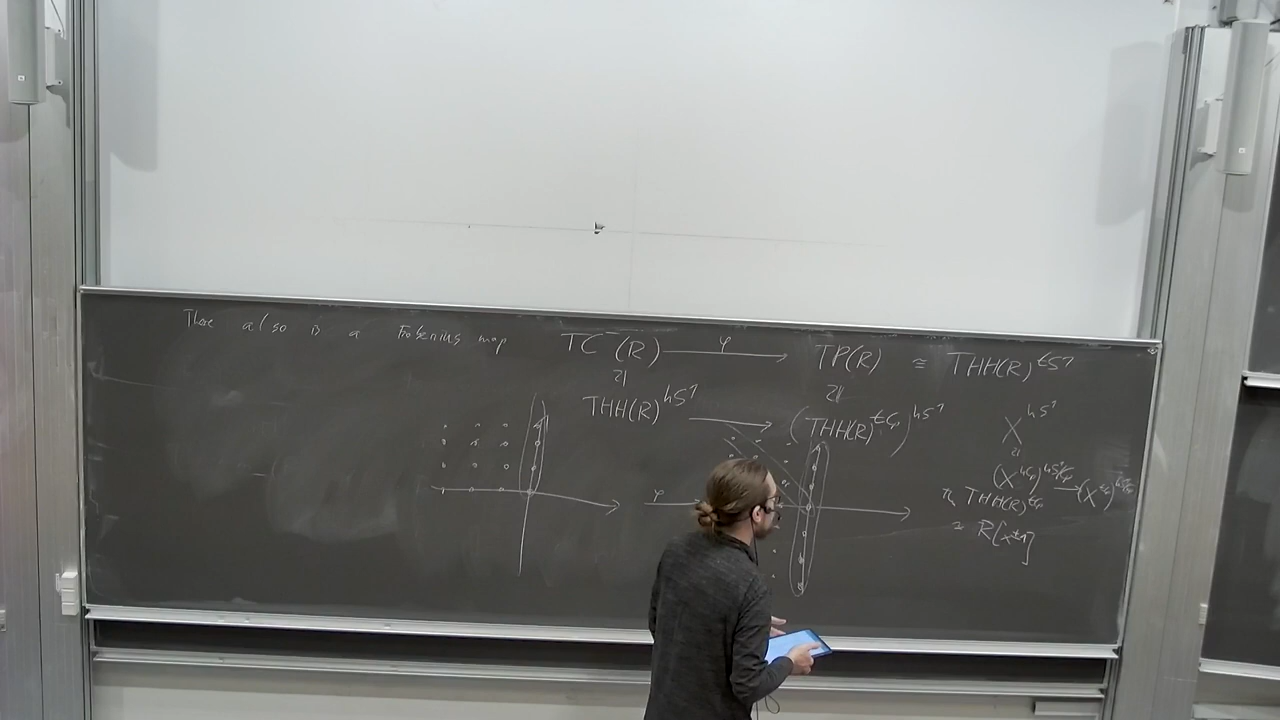 There also is a Frobenius map TC⁻(R) —φ→ TP(R) ≅ THH(R)^{tS¹}
THH(R)^{hS¹} → (THH(R)^{tC_p})^{hS¹}
X^{hS¹}
(X^{hC_p})^{hS¹/C_p} → (X^{tC_p})^{hS¹/C_p}
φ
THH(R)^{tC_p}
R[x^{±1}]